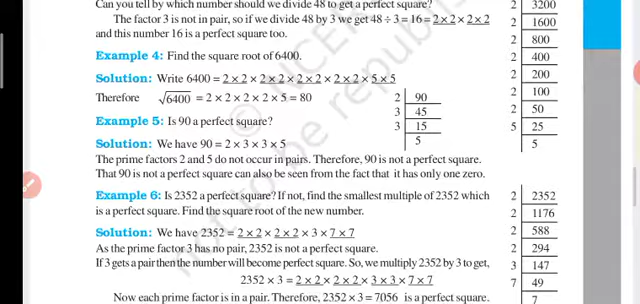 Can you tell by which number should we divide 48 to get a perfect square?
The factor 3 is not in pair, so if we divide 48 by 3 we get 48 ÷ 3 = 16 = 2 × 2 × 2 × 2
and this number 16 is a perfect square too.
Example 4: Find the square root of 6400.
Solution: Write 6400 = 2 × 2 × 2 × 2 × 2 × 2 × 2 × 2 × 5 × 5
Therefore √6400 = 2 × 2 × 2 × 2 × 5 = 80
2 90
3 45
3 15
5
Example 5: Is 90 a perfect square?
Solution: We have 90 = 2 × 3 × 3 × 5
The prime factors 2 and 5 do not occur in pairs. Therefore, 90 is not a perfect square.
That 90 is not a perfect square can also be seen from the fact that it has only one zero.
2 3200
2 1600
2 800
2 400
2 200
2 100
2 50
5 25
5
Example 6: Is 2352 a perfect square? If not, find the smallest multiple of 2352 which
is a perfect square. Find the square root of the new number.
Solution: We have 2352 = 2 × 2 × 2 × 2 × 3 × 7 × 7
As the prime factor 3 has no pair, 2352 is not a perfect square.
If 3 gets a pair then the number will become perfect square. So, we multiply 2352 by 3 to get,
2352 × 3 = 2 × 2 × 2 × 2 × 3 × 3 × 7 × 7
Now each prime factor is in a pair. Therefore, 2352 × 3 = 7056 is a perfect square.
2 2352
2 1176
2 588
2 294
3 147
7 49
7
not to be republis